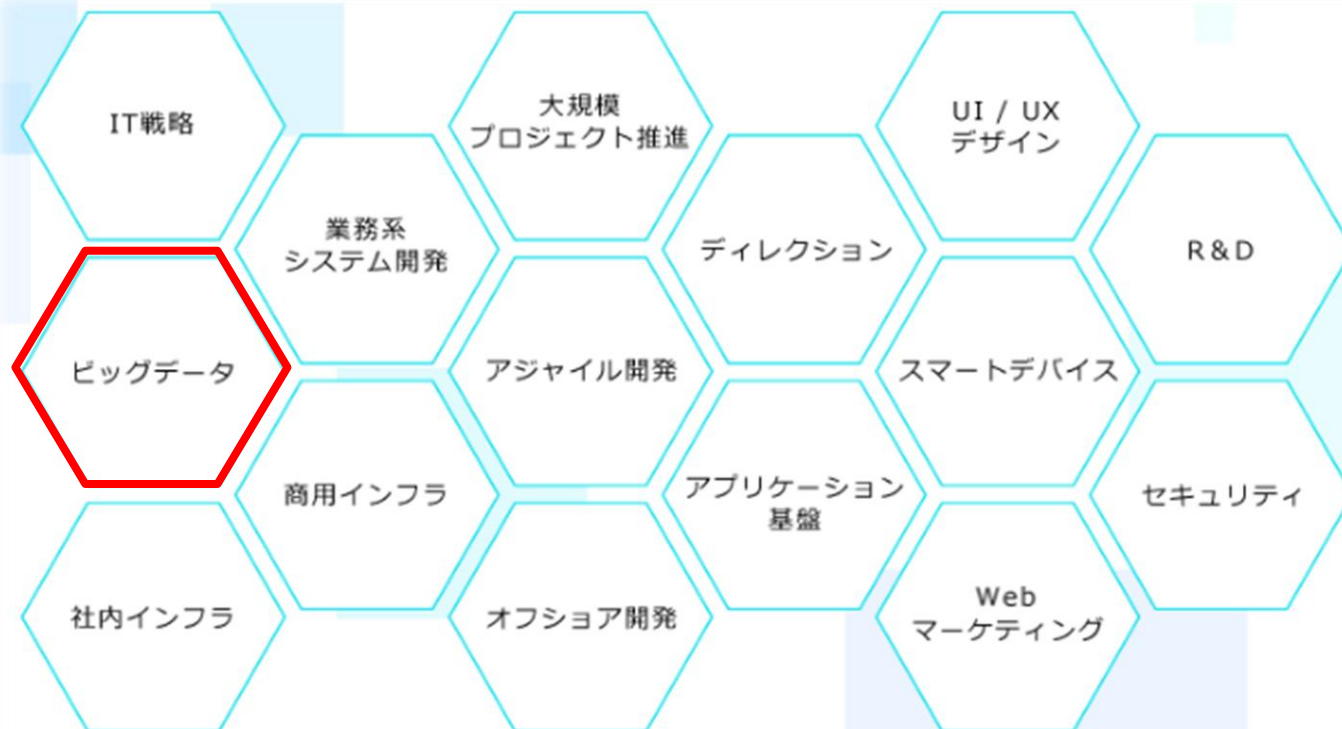 IT戦略
大規模
プロジェクト推進
UI / UX
デザイン
業務系
システム開発
ディレクション
R&D
ビッグデータ
アジャイル開発
スマートデバイス
商用インフラ
アプリケーション
基盤
セキュリティ
社内インフラ
オフショア開発
Web
マーケティング